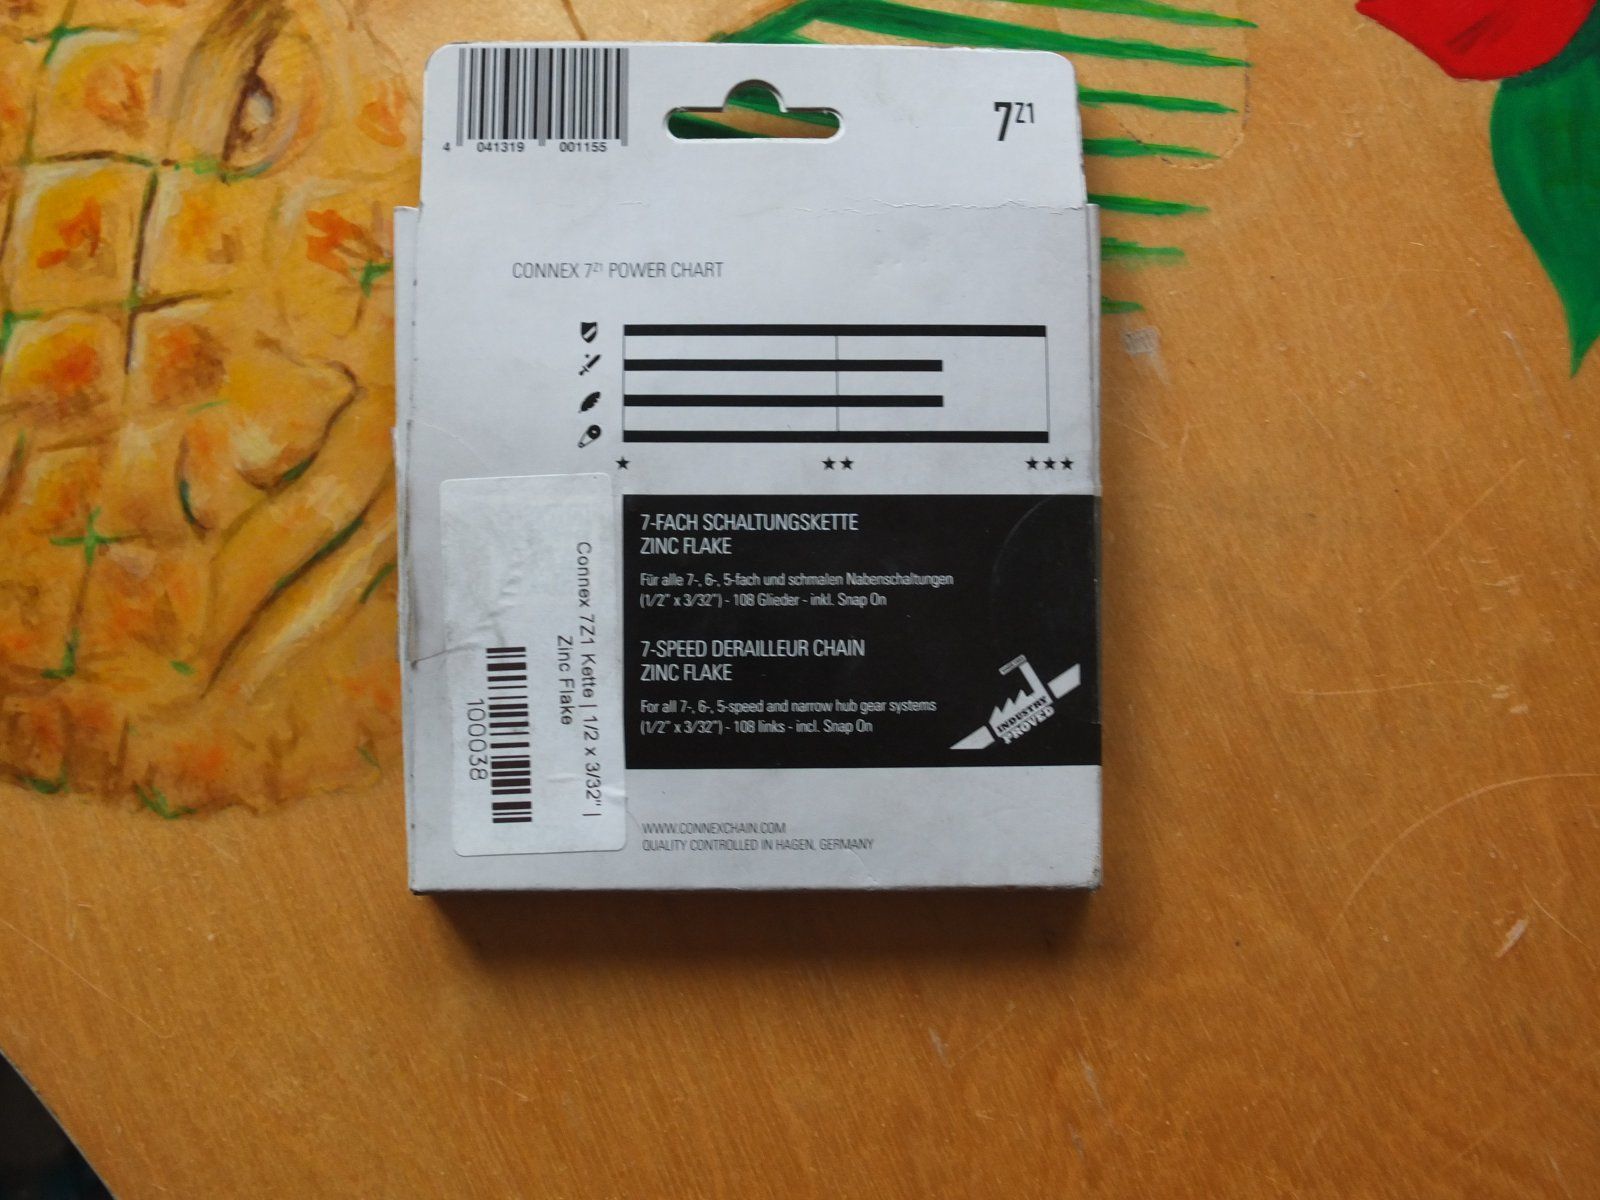 4 041319 001155
7Z1
CONNEX 7Z1 POWER CHART
★ ★★ ★★★
7-FACH SCHALTUNGSKETTE
ZINC FLAKE
Für alle 7-, 6-, 5-fach und schmalen Nabenschaltungen
(1/2" x 3/32") - 108 Glieder - inkl. Snap On
7-SPEED DERAILLEUR CHAIN
ZINC FLAKE
For all 7-, 6-, 5-speed and narrow hub gear systems
(1/2" x 3/32") - 108 links - incl. Snap On
INDUSTRY
PROVED
Connex 7Z1 Kette | 1/2 x 3/32" |
Zinc Flake
100038
WWW.CONNEXCHAIN.COM
QUALITY CONTROLLED IN HAGEN, GERMANY